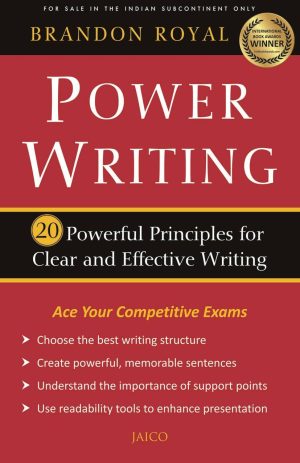 FOR SALE IN THE INDIAN SUBCONTINENT ONLY
BRANDON ROYAL
INTERNATIONAL
BOOK AWARDS
WINNER
POWER
WRITING
20 Powerful Principles for
Clear and Effective Writing
Ace Your Competitive Exams
➤ Choose the best writing structure
➤ Create powerful, memorable sentences
➤ Understand the importance of support points
➤ Use readability tools to enhance presentation
JAICO